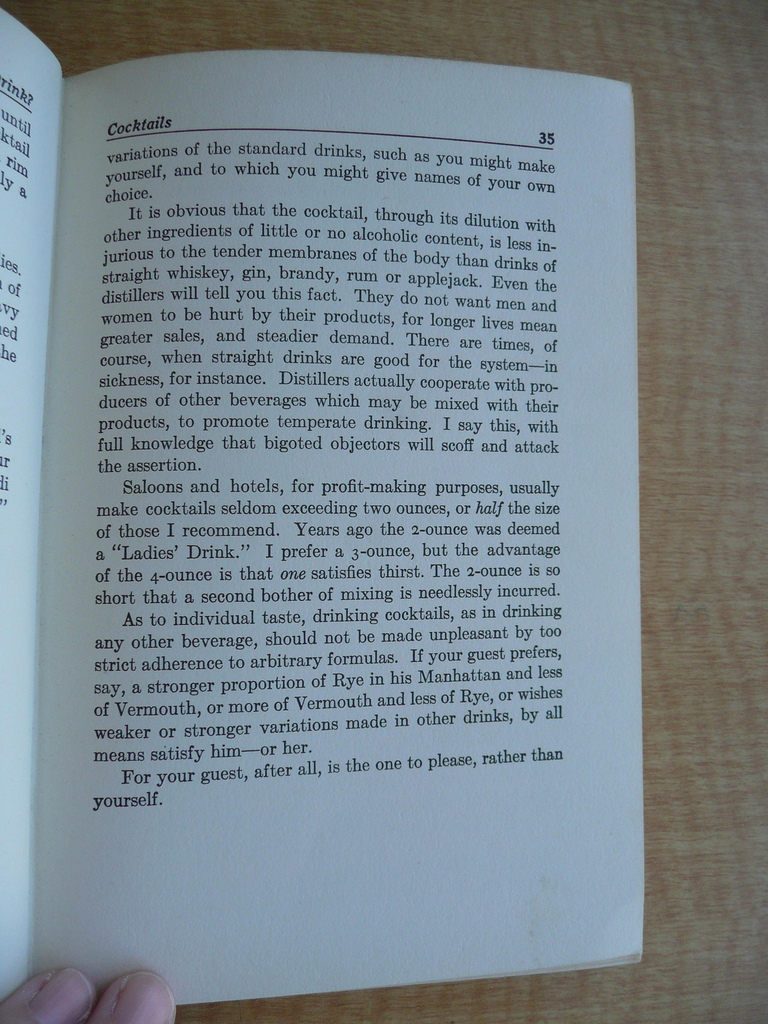 rink?
until
ktail
rim
ly a
ies.
of
vy
ed
he
's
ur
di
"
Cocktails 35
variations of the standard drinks, such as you might make
yourself, and to which you might give names of your own
choice.
It is obvious that the cocktail, through its dilution with
other ingredients of little or no alcoholic content, is less in-
jurious to the tender membranes of the body than drinks of
straight whiskey, gin, brandy, rum or applejack. Even the
distillers will tell you this fact. They do not want men and
women to be hurt by their products, for longer lives mean
greater sales, and steadier demand. There are times, of
course, when straight drinks are good for the system—in
sickness, for instance. Distillers actually cooperate with pro-
ducers of other beverages which may be mixed with their
products, to promote temperate drinking. I say this, with
full knowledge that bigoted objectors will scoff and attack
the assertion.
Saloons and hotels, for profit-making purposes, usually
make cocktails seldom exceeding two ounces, or half the size
of those I recommend. Years ago the 2-ounce was deemed
a "Ladies' Drink." I prefer a 3-ounce, but the advantage
of the 4-ounce is that one satisfies thirst. The 2-ounce is so
short that a second bother of mixing is needlessly incurred.
As to individual taste, drinking cocktails, as in drinking
any other beverage, should not be made unpleasant by too
strict adherence to arbitrary formulas. If your guest prefers,
say, a stronger proportion of Rye in his Manhattan and less
of Vermouth, or more of Vermouth and less of Rye, or wishes
weaker or stronger variations made in other drinks, by all
means satisfy him—or her.
For your guest, after all, is the one to please, rather than
yourself.